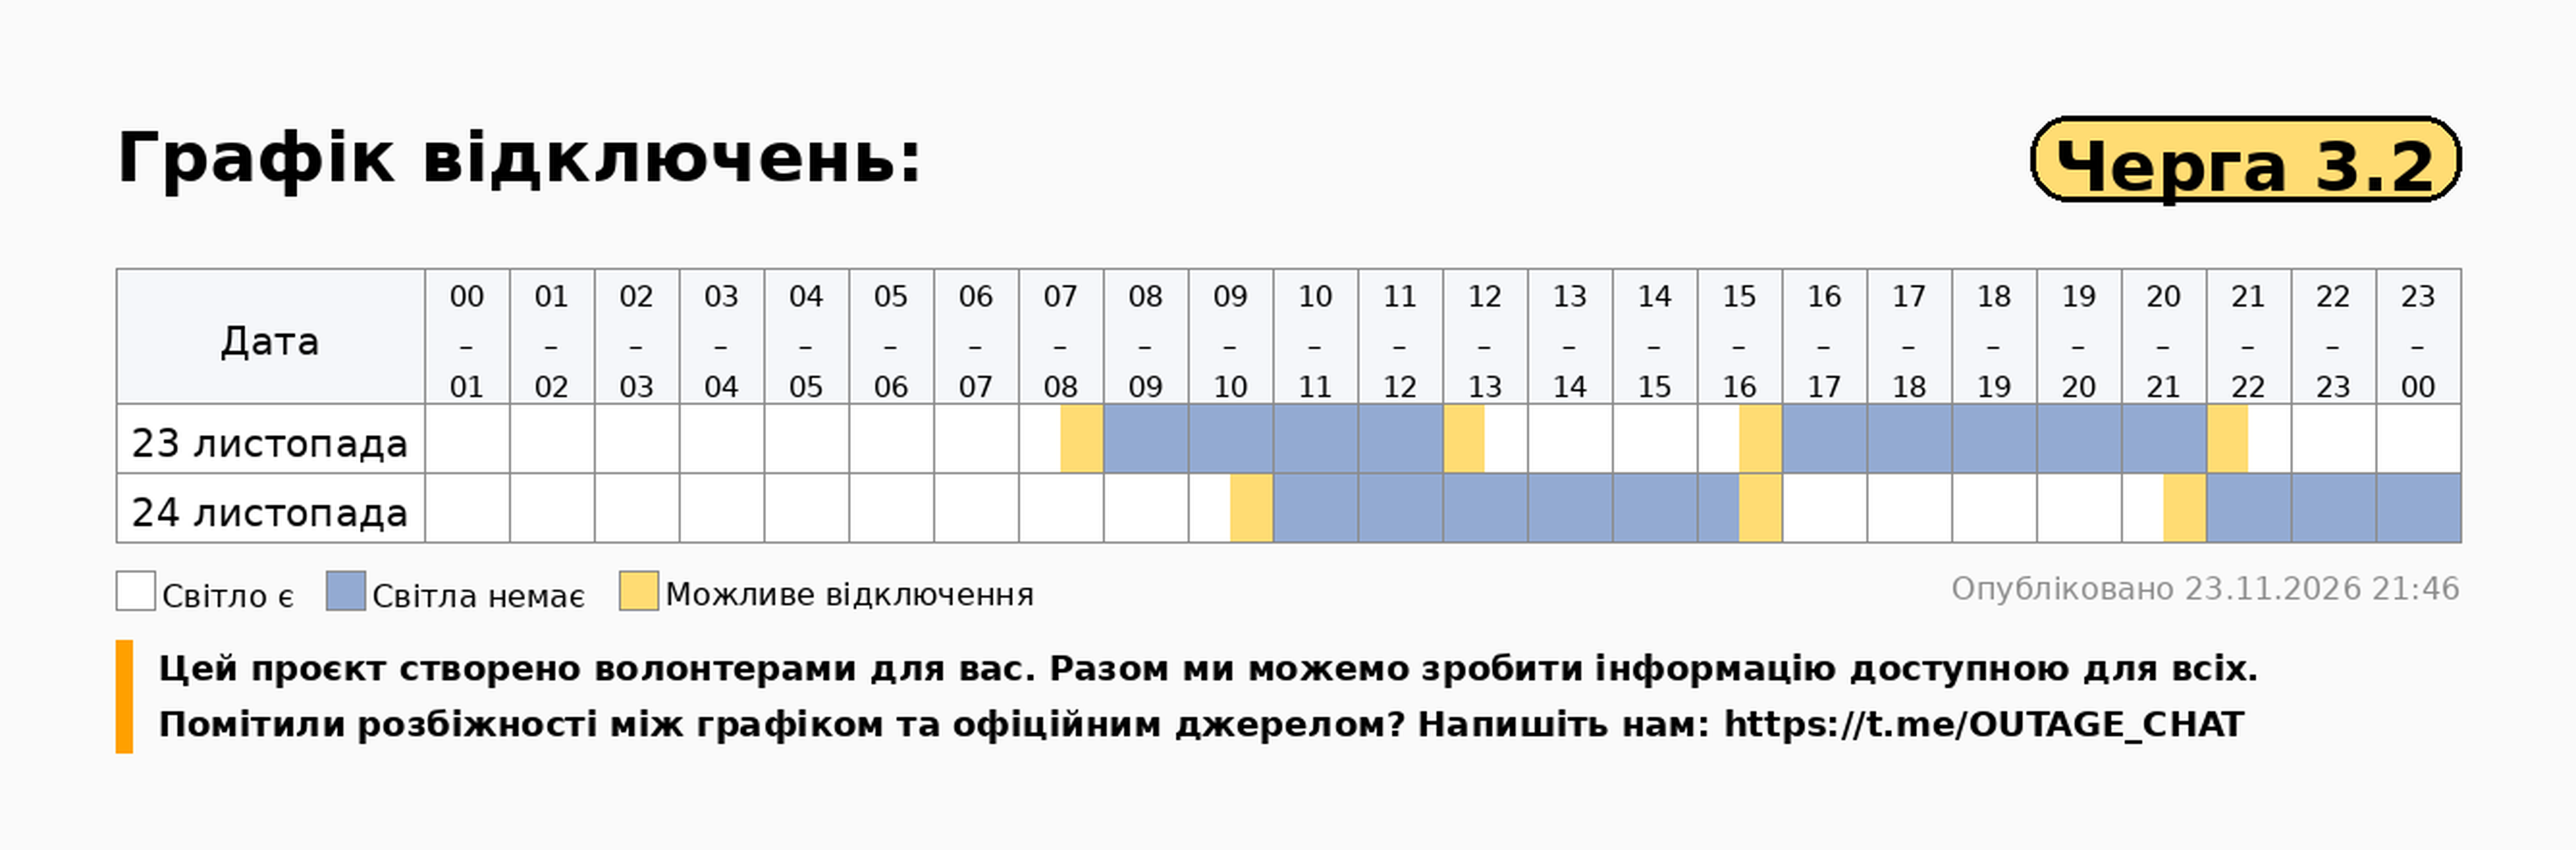 Графік відключень:
Черга 3.2
Дата 00 – 01 01 – 02 02 – 03 03 – 04 04 – 05 05 – 06 06 – 07 07 – 08 08 – 09 09 – 10 10 – 11 11 – 12 12 – 13 13 – 14 14 – 15 15 – 16 16 – 17 17 – 18 18 – 19 19 – 20 20 – 21 21 – 22 22 – 23 23 – 00
23 листопада
24 листопада
Світло є Світла немає Можливе відключення
Опубліковано 23.11.2026 21:46
Цей проєкт створено волонтерами для вас. Разом ми можемо зробити інформацію доступною для всіх.
Помітили розбіжності між графіком та офіційним джерелом? Напишіть нам: https://t.me/OUTAGE_CHAT